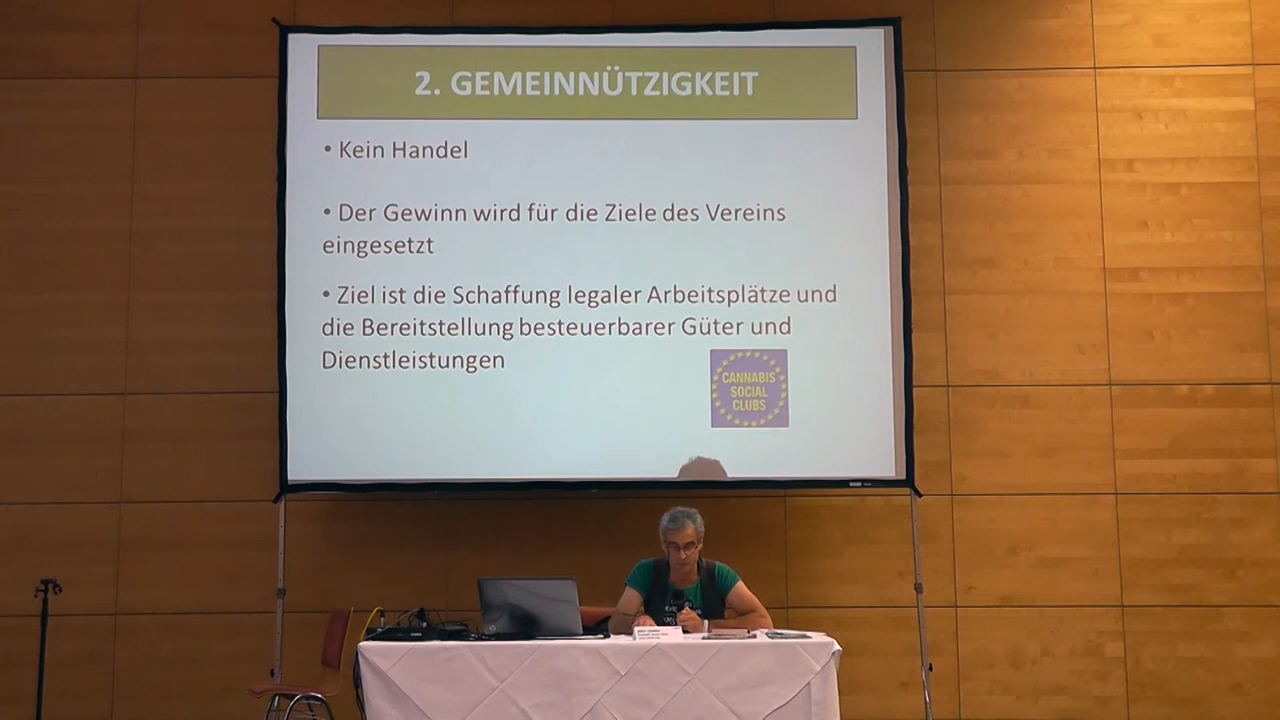 2. GEMEINNÜTZIGKEIT
• Kein Handel
• Der Gewinn wird für die Ziele des Vereins
eingesetzt
• Ziel ist die Schaffung legaler Arbeitsplätze und
die Bereitstellung besteuerbarer Güter und
Dienstleistungen
CANNABIS
SOCIAL
CLUBS